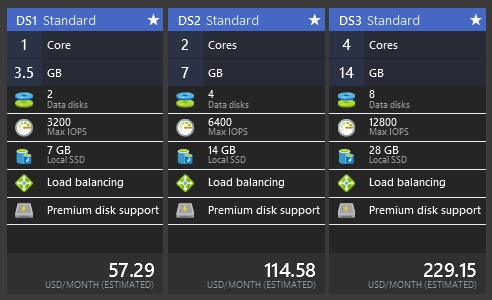 DS1 Standard
1 Core
3.5 GB
2
Data disks
3200
Max IOPS
7 GB
Local SSD
Load balancing
Premium disk support
57.29
USD/MONTH (ESTIMATED)
DS2 Standard
2 Cores
7 GB
4
Data disks
6400
Max IOPS
14 GB
Local SSD
Load balancing
Premium disk support
114.58
USD/MONTH (ESTIMATED)
DS3 Standard
4 Cores
14 GB
8
Data disks
12800
Max IOPS
28 GB
Local SSD
Load balancing
Premium disk support
229.15
USD/MONTH (ESTIMATED)